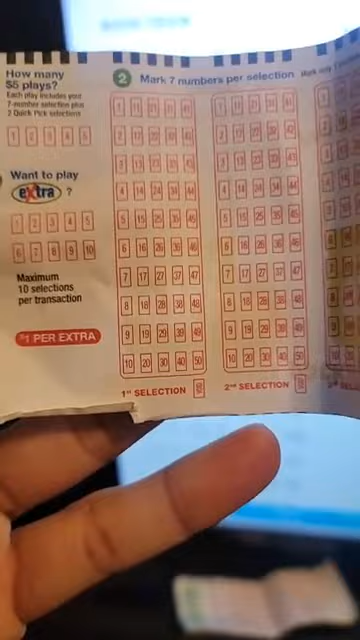 How many
$5 plays?
Each play includes your
7-number selection plus
2 Quick Pick selections
1 2 3 4 5
Want to play
extra ?
1 2 3 4 5
6 7 8 9 10
Maximum
10 selections
per transaction
$1 PER EXTRA
2 Mark 7 numbers per selection
1 11 21 31 41
2 12 22 32 42
3 13 23 33 43
4 14 24 34 44
5 15 25 35 45
6 16 26 36 46
7 17 27 37 47
8 18 28 38 48
9 19 29 39 49
10 20 30 40 50
1st SELECTION
1 11 21 31 41
2 12 22 32 42
3 13 23 33 43
4 14 24 34 44
5 15 25 35 45
6 16 26 36 46
7 17 27 37 47
8 18 28 38 48
9 19 29 39 49
10 20 30 40 50
2nd SELECTION